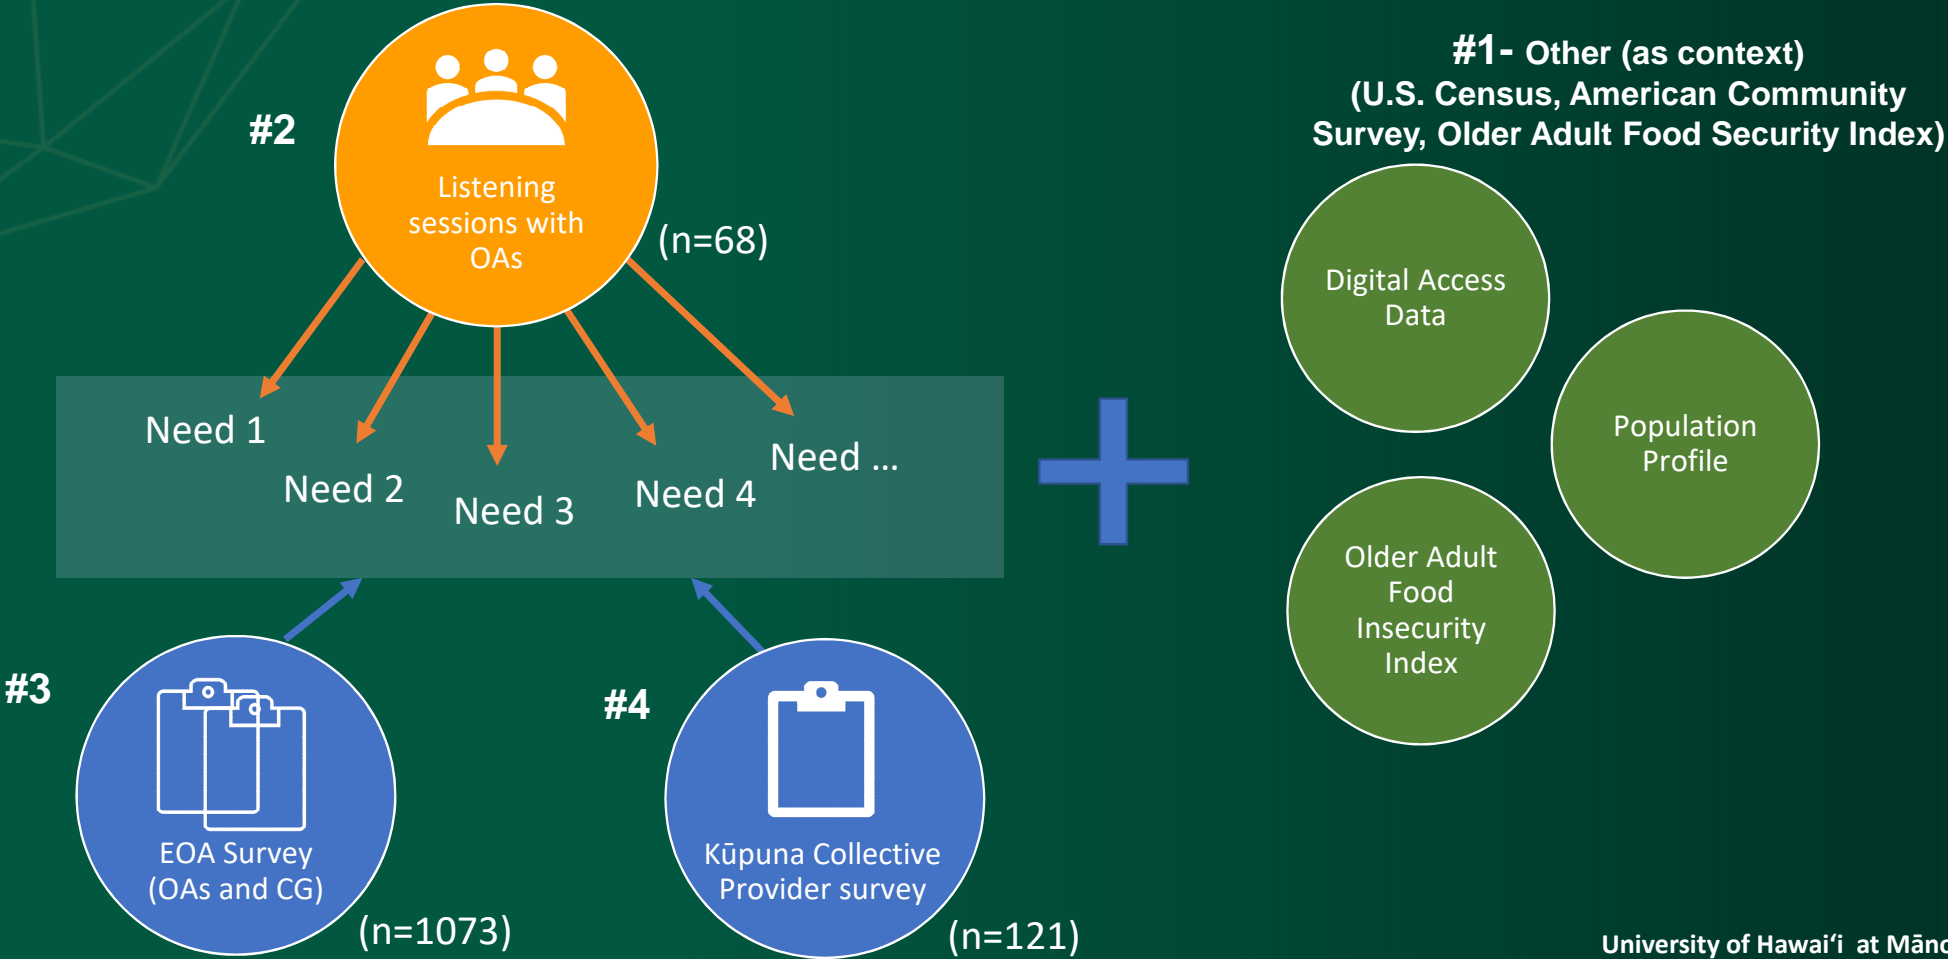 #2
Listening
sessions with
OAs
(n=68)
Need 1
Need 2
Need 3
Need 4
Need ...
#3
EOA Survey
(OAs and CG)
(n=1073)
#4
Kūpuna Collective
Provider survey
(n=121)
#1- Other (as context)
(U.S. Census, American Community
Survey, Older Adult Food Security Index)
Digital Access
Data
Population
Profile
Older Adult
Food
Insecurity
Index
University of Hawaiʻi at Māno